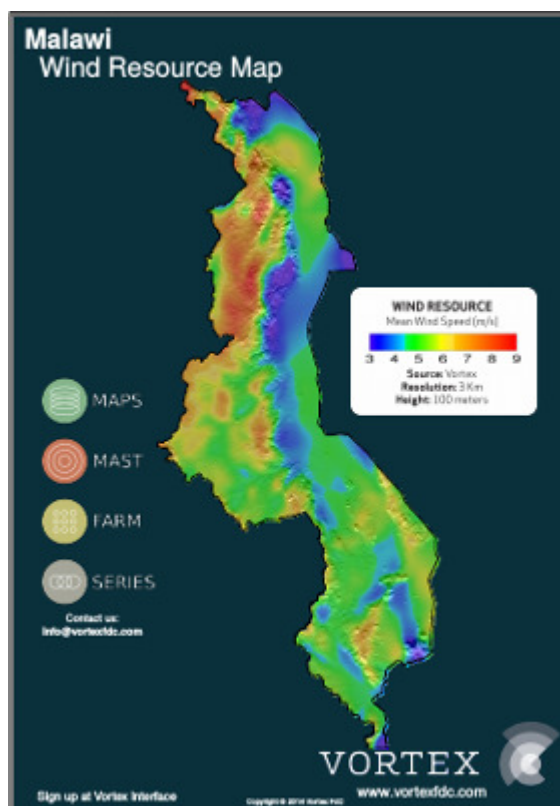 Malawi
Wind Resource Map
WIND RESOURCE
Mean Wind Speed (m/s)
3 4 5 6 7 8 9
Source: Vortex
Resolution: 3 Km
Height: 100 meters
MAPS
MAST
FARM
SERIES
Contact us:
info@vortexfdc.com
VORTEX
www.vortexfdc.com
Sign up at Vortex Interface
Copyright © Vortex